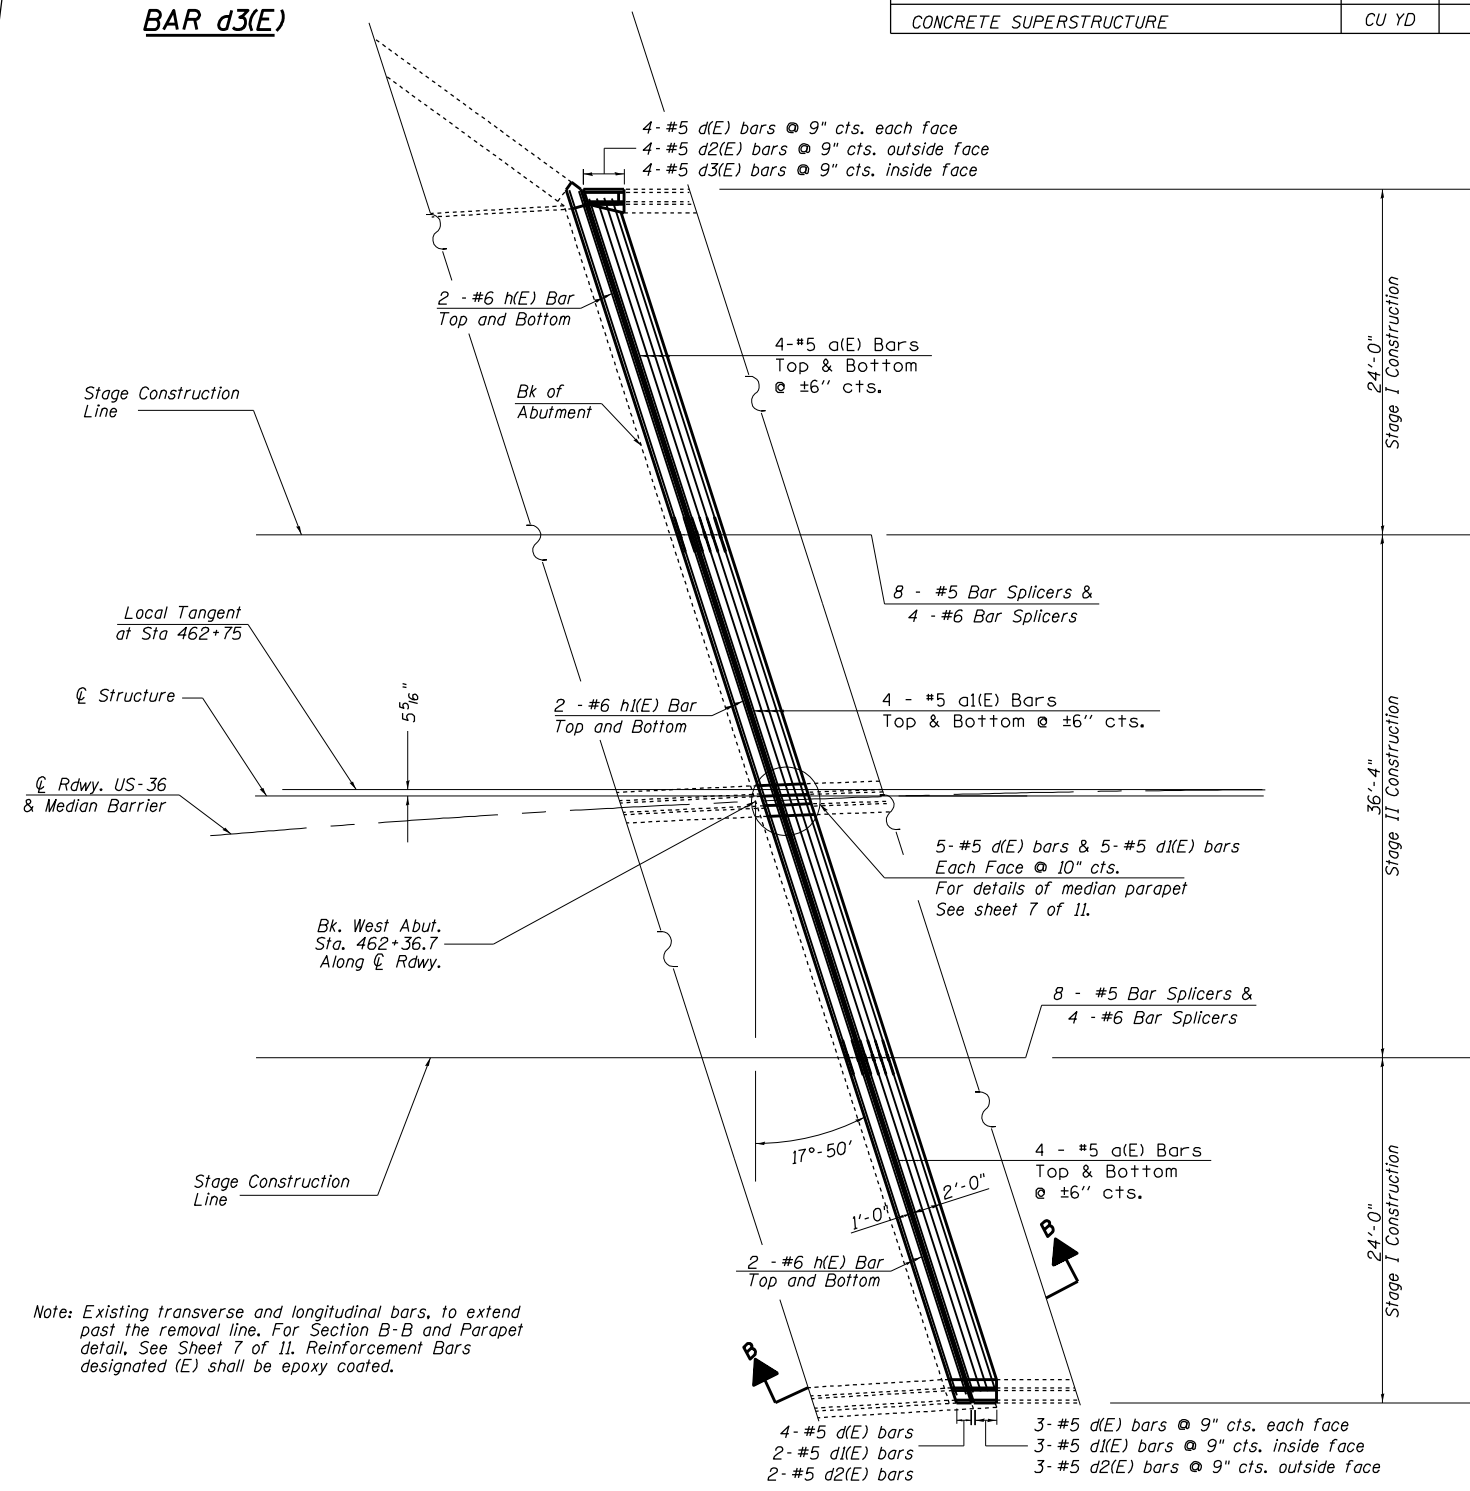 BAR d3(E)
CONCRETE SUPERSTRUCTURE CU YD
4-#5 d(E) bars @ 9" cts. each face
4-#5 d2(E) bars @ 9" cts. outside face
4-#5 d3(E) bars @ 9" cts. inside face
2 -#6 h(E) Bar
Top and Bottom
4-#5 a(E) Bars
Top & Bottom
@ ±6" cts.
24'-0"
Stage I Construction
Stage Construction
Line
Bk of
Abutment
8 - #5 Bar Splicers &
4 -#6 Bar Splicers
Local Tangent
at Sta 462+75
℄ Structure
5 5/16"
2 -#6 h1(E) Bar
Top and Bottom
4 - #5 a1(E) Bars
Top & Bottom @ ±6" cts.
36'-4"
Stage II Construction
℄ Rdwy. US-36
& Median Barrier
5-#5 d(E) bars & 5-#5 d1(E) bars
Each Face @ 10" cts.
For details of median parapet
See sheet 7 of 11.
Bk. West Abut.
Sta. 462+36.7
Along ℄ Rdwy.
8 - #5 Bar Splicers &
4 -#6 Bar Splicers
17°-50'
4 - #5 a(E) Bars
Top & Bottom
@ ±6" cts.
Stage Construction
Line
1'-0"
2'-0"
24'-0"
Stage I Construction
B
2 -#6 h(E) Bar
Top and Bottom
Note: Existing transverse and longitudinal bars, to extend
past the removal line. For Section B-B and Parapet
detail, See Sheet 7 of 11. Reinforcement Bars
designated (E) shall be epoxy coated.
B
4-#5 d(E) bars
2-#5 d1(E) bars
2-#5 d2(E) bars
3-#5 d(E) bars @ 9" cts. each face
3-#5 d1(E) bars @ 9" cts. inside face
3-#5 d2(E) bars @ 9" cts. outside face